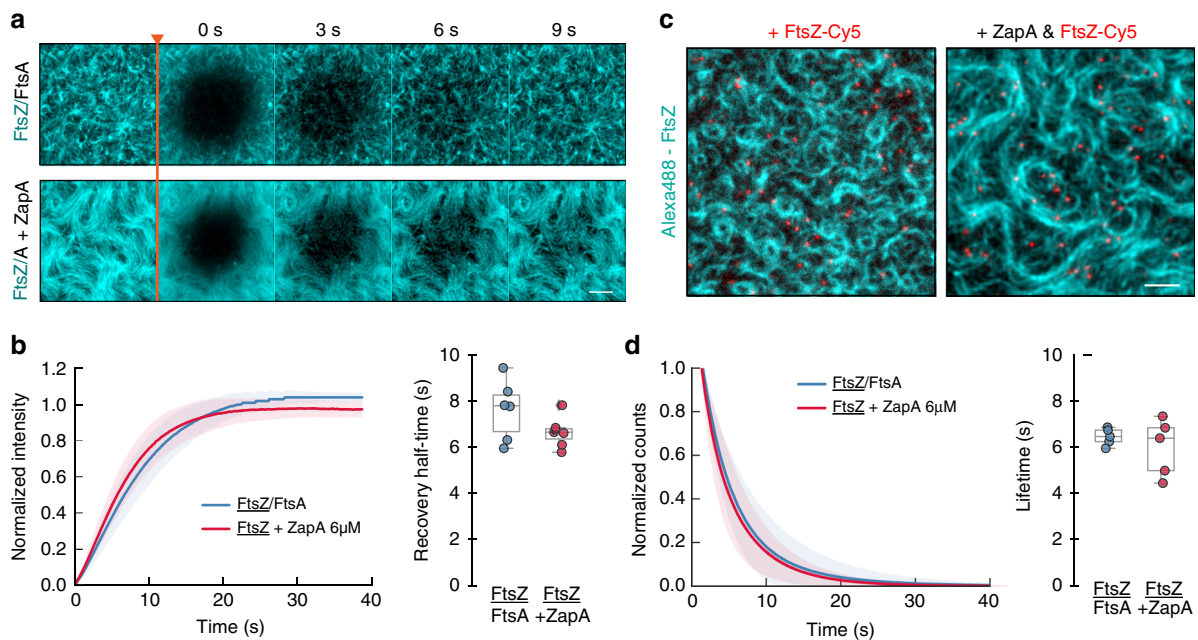 a
0 s
3 s
6 s
9 s
FtsZ/FtsA
FtsZ/A + ZapA
b
Normalized intensity
1.2
1.0
0.8
0.6
0.4
0.2
0.0
0
10
20
30
40
Time (s)
FtsZ/FtsA
FtsZ + ZapA 6μM
Recovery half-time (s)
10
8
6
4
2
0
FtsZ
FtsA
FtsZ
+ZapA
c
+ FtsZ-Cy5
+ ZapA & FtsZ-Cy5
Alexa488 - FtsZ
d
Normalized counts
1.0
0.8
0.6
0.4
0.2
0.0
0
10
20
30
40
Time (s)
FtsZ/FtsA
FtsZ + ZapA 6μM
Lifetime (s)
10
8
6
4
2
0
FtsZ
FtsA
FtsZ
+ZapA